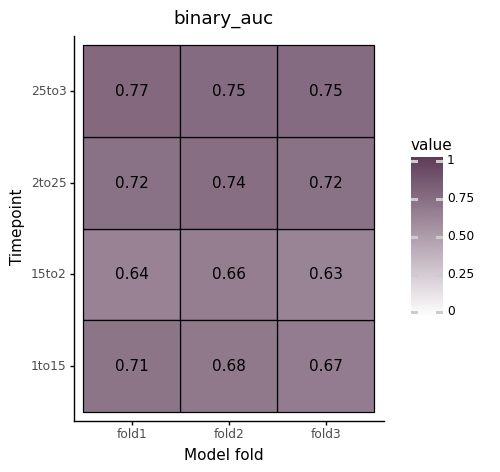 binary_auc
Timepoint
25to3
0.77 0.75 0.75
2to25
0.72 0.74 0.72
15to2
0.64 0.66 0.63
1to15
0.71 0.68 0.67
fold1 fold2 fold3
Model fold
value
1
0.75
0.50
0.25
0